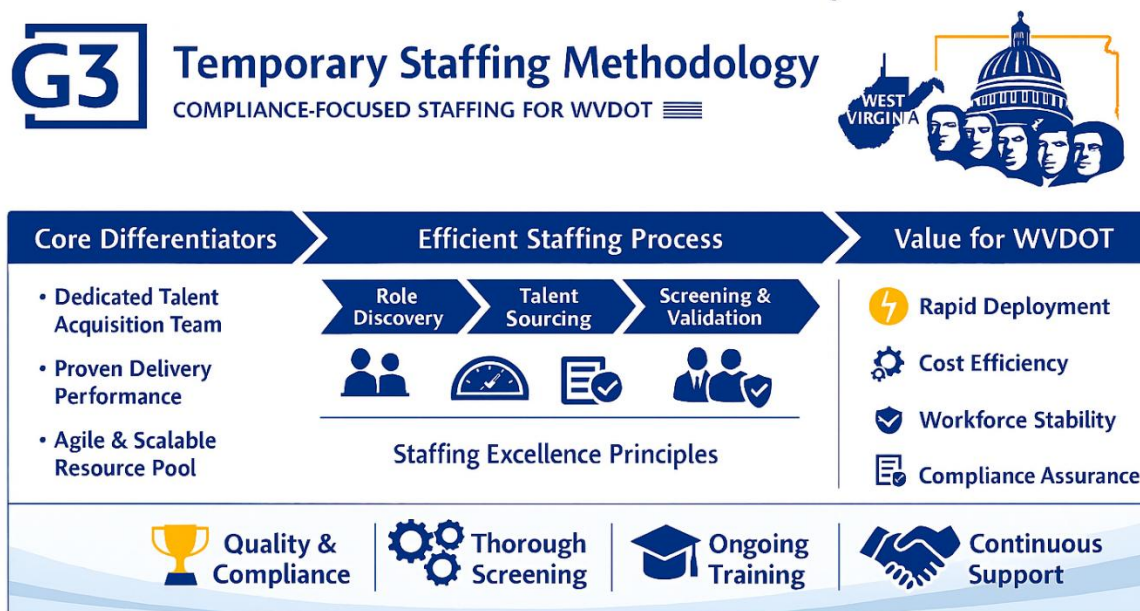 G3
Temporary Staffing Methodology
COMPLIANCE-FOCUSED STAFFING FOR WVDOT
WEST
VIRGINIA
Core Differentiators
Efficient Staffing Process
Value for WVDOT
• Dedicated Talent
Acquisition Team
• Proven Delivery
Performance
• Agile & Scalable
Resource Pool
Role
Discovery
Talent
Sourcing
Screening &
Validation
Staffing Excellence Principles
Rapid Deployment
Cost Efficiency
Workforce Stability
Compliance Assurance
Quality &
Compliance
Thorough
Screening
Ongoing
Training
Continuous
Support